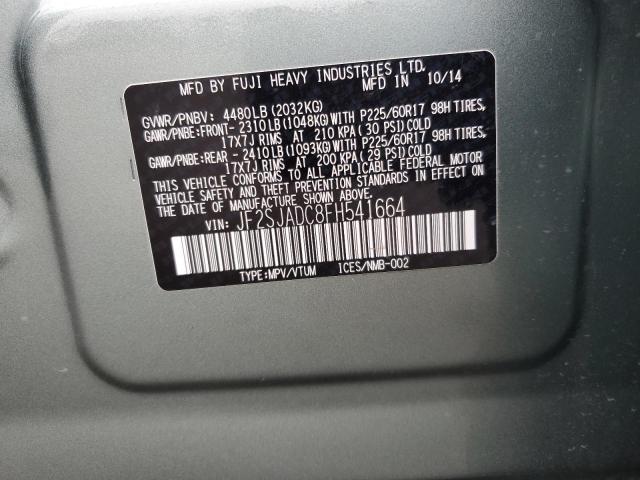 MFD BY FUJI HEAVY INDUSTRIES LTD.
MFD IN 10/14
GVWR/PNBV: 4480LB(2032KG)
GAWR/PNBE:FRONT- 2310LB(1048KG)WITH P225/60R17 98H TIRES,
17X7J RIMS AT 210 KPA(30 PSI)COLD
GAWR/PNBE:REAR - 2410LB(1093KG)WITH P225/60R17 98H TIRES,
17X7J RIMS AT 200 KPA(29 PSI)COLD
THIS VEHICLE CONFORMS TO ALL APPLICABLE FEDERAL MOTOR
VEHICLE SAFETY AND THEFT PREVENTION STANDARDS IN EFFECT ON
THE DATE OF MANUFACTURE SHOWN ABOVE.
VIN: JF2SJADC8FH541664
TYPE:MPV/VTUM ICES/NMB-002